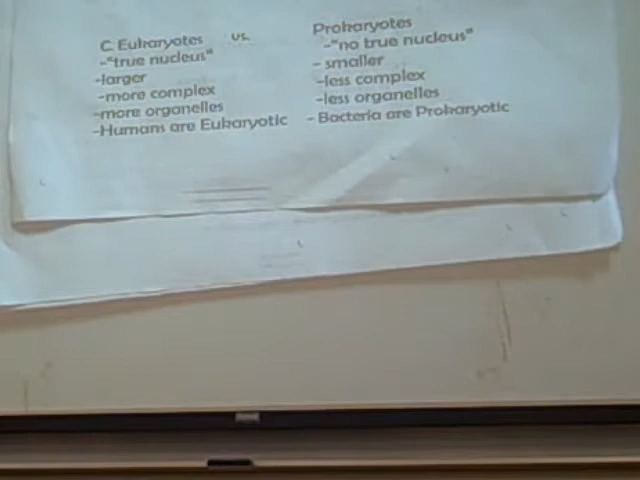 C. Eukaryotes vs. Prokaryotes
-"true nucleus"
-larger
-more complex
-more organelles
-Humans are Eukaryotic
-"no true nucleus"
- smaller
-less complex
-less organelles
- Bacteria are Prokaryotic